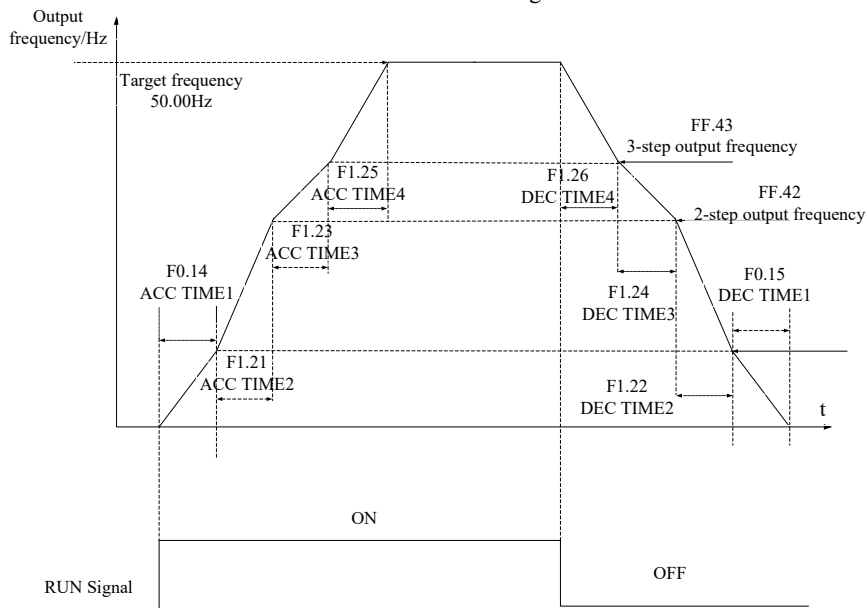 Output
frequency/Hz
Target frequency
50.00Hz
FF.43
3-step output frequency
F1.25
ACC TIME4
F1.26
DEC TIME4
FF.42
2-step output frequency
F1.23
ACC TIME3
F0.14
ACC TIME1
F1.24
DEC TIME3
F0.15
DEC TIME1
F1.21
ACC TIME2
F1.22
DEC TIME2
t
ON
OFF
RUN Signal